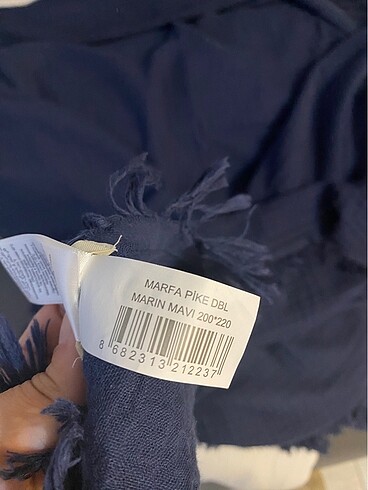 MARFA PİKE DBL
MARIN MAVI 200*220
8 682313 212237